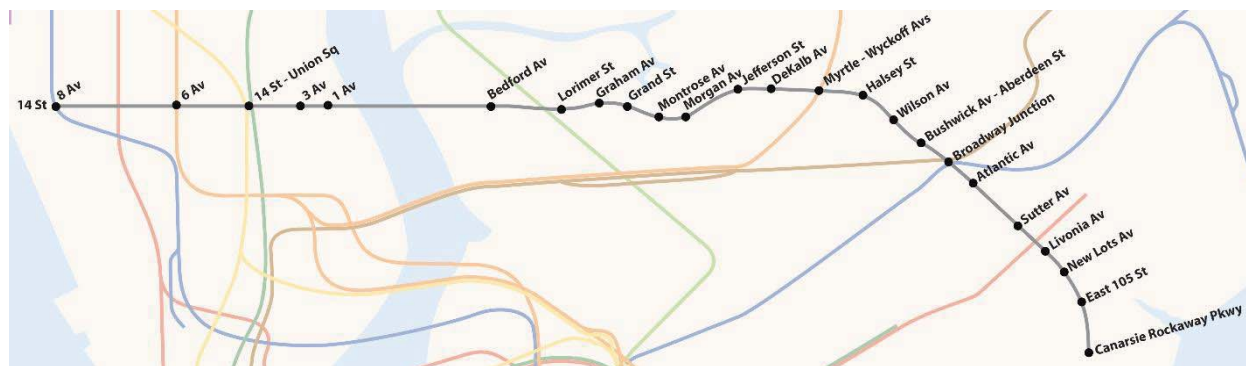 14 St
8 Av
6 Av
14 St - Union Sq
3 Av
1 Av
Bedford Av
Lorimer St
Graham Av
Grand St
Montrose Av
Morgan Av
Jefferson St
DeKalb Av
Myrtle - Wyckoff Avs
Halsey St
Wilson Av
Bushwick Av - Aberdeen St
Broadway Junction
Atlantic Av
Sutter Av
Livonia Av
New Lots Av
East 105 St
Canarsie Rockaway Pkwy